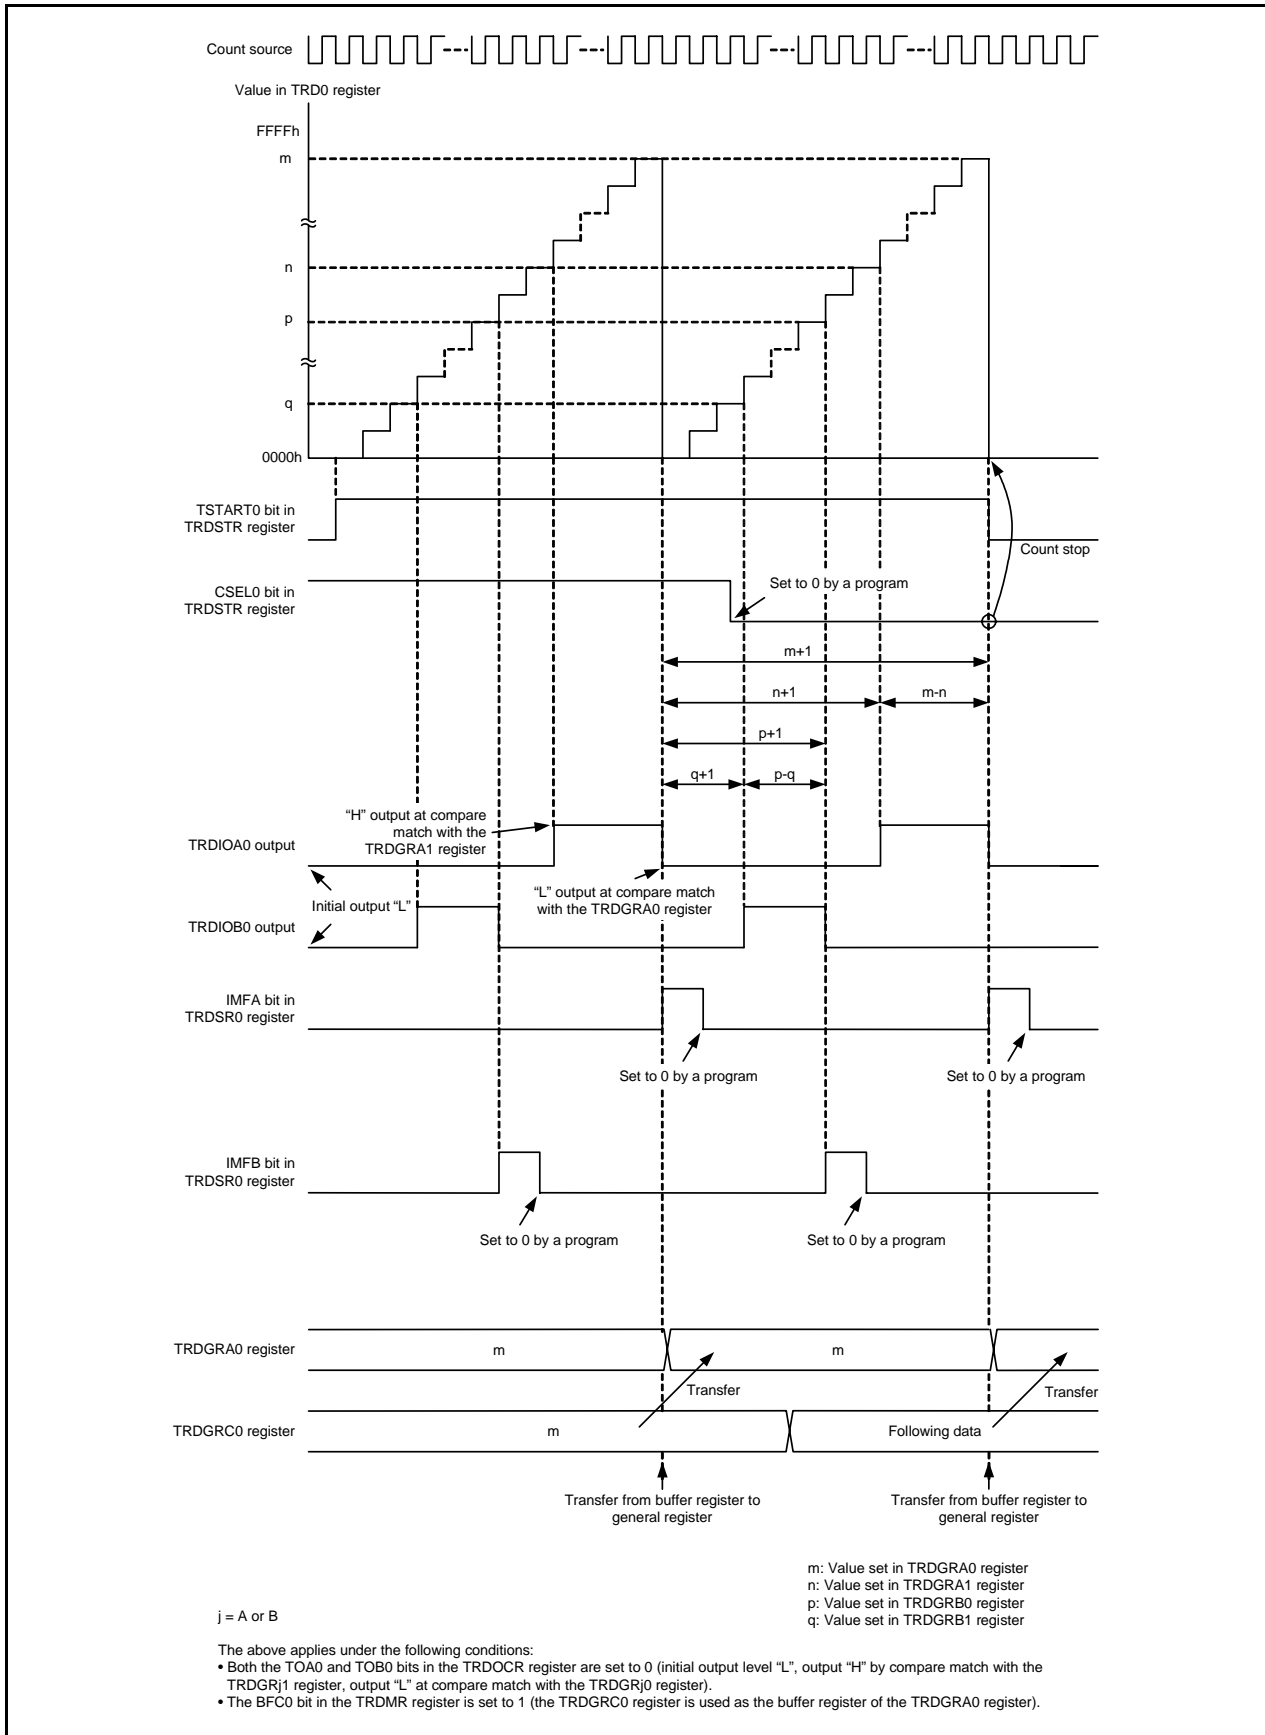 Count source
Value in TRD0 register
FFFFh
m
n
p
q
0000h
TSTART0 bit in
TRDSTR register
Count stop
CSEL0 bit in
TRDSTR register
Set to 0 by a program
m+1
n+1
m-n
p+1
q+1
p-q
“H” output at compare
match with the
TRDGRA1 register
TRDIOA0 output
“L” output at compare match
with the TRDGRA0 register
Initial output “L”
TRDIOB0 output
IMFA bit in
TRDSR0 register
Set to 0 by a program
Set to 0 by a program
IMFB bit in
TRDSR0 register
Set to 0 by a program
Set to 0 by a program
TRDGRA0 register
m
m
Transfer
Transfer
TRDGRC0 register
m
Following data
Transfer from buffer register to
general register
Transfer from buffer register to
general register
m: Value set in TRDGRA0 register
n: Value set in TRDGRA1 register
p: Value set in TRDGRB0 register
q: Value set in TRDGRB1 register
j = A or B
The above applies under the following conditions:
• Both the TOA0 and TOB0 bits in the TRDOCR register are set to 0 (initial output level “L”, output “H” by compare match with the
TRDGRj1 register, output “L” at compare match with the TRDGRj0 register).
• The BFC0 bit in the TRDMR register is set to 1 (the TRDGRC0 register is used as the buffer register of the TRDGRA0 register).